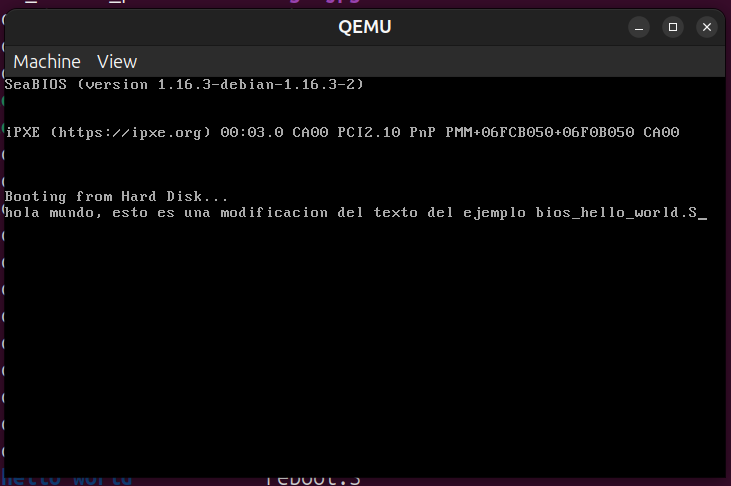 QEMU
Machine View
SeaBIOS (version 1.16.3-debian-1.16.3-2)
iPXE (https://ipxe.org) 00:03.0 CA00 PCI2.10 PnP PMM+06FCB050+06F0B050 CA00
Booting from Hard Disk...
hola mundo, esto es una modificacion del texto del ejemplo bios_hello_world.S_
reboot.S